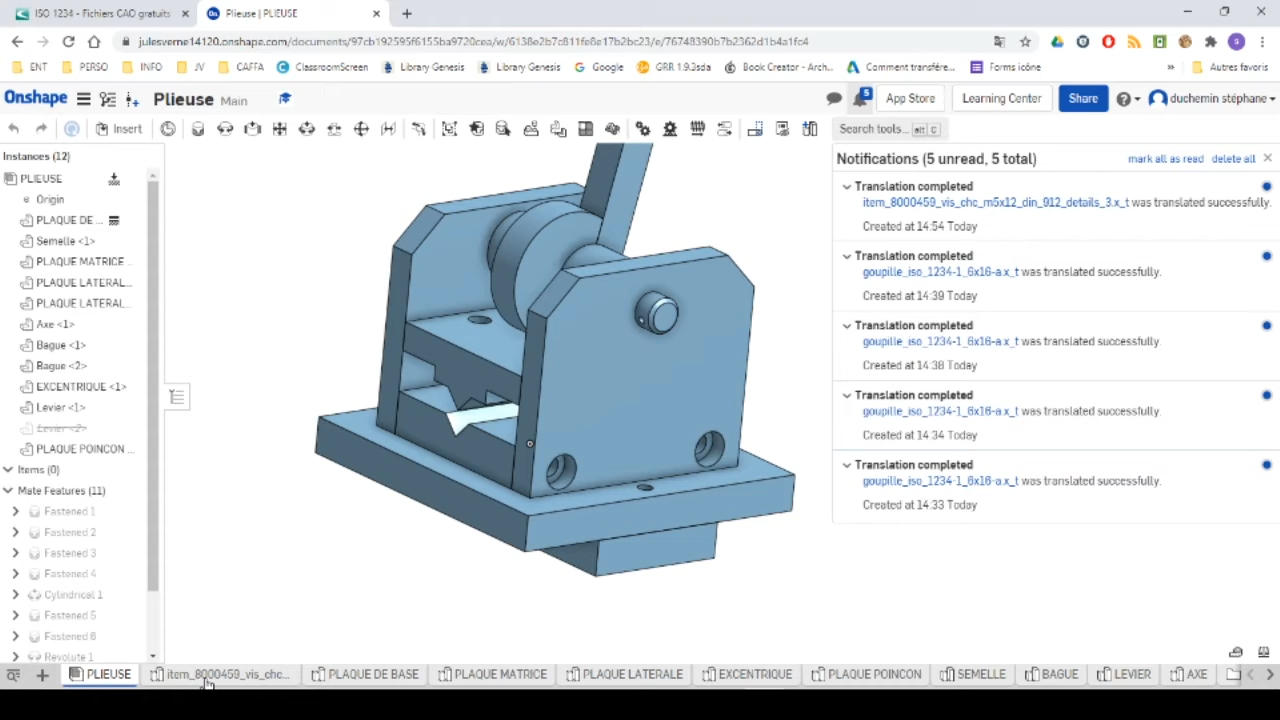 ISO 1234 - Fichiers CAO gratuits
Plieuse | PLIEUSE
julesverne14120.onshape.com/documents/97cb192595f6155ba9720cea/w/6138e2b7c811fe8e17b2bc23/e/76748390b7b2362d1b4a1fc4
ENT
PERSO
INFO
JV
CAFFA
ClassroomScreen
Library Genesis
Library Genesis
Google
GRR 1.9.3sda
Book Creator - Arch...
Comment transfére...
Forms icône
»
Autres favoris
Onshape
Plieuse Main
5
App Store
Learning Center
Share
duchemin stéphane
Insert
Search tools... alt C
Instances (12)
PLIEUSE
Origin
PLAQUE DE ...
Semelle <1>
PLAQUE MATRICE ...
PLAQUE LATERAL...
PLAQUE LATERAL...
Axe <1>
Bague <1>
Bague <2>
EXCENTRIQUE <1>
Levier <1>
Levier <2>
PLAQUE POINCON ...
Items (0)
Mate Features (11)
Fastened 1
Fastened 2
Fastened 3
Fastened 4
Cylindrical 1
Fastened 5
Fastened 6
Revolute 1
Notifications (5 unread, 5 total)
mark all as read
delete all
Translation completed
item_8000459_vis_chc_m5x12_din_912_details_3.x_t was translated successfully.
Created at 14:54 Today
Translation completed
goupille_iso_1234-1_6x16-a.x_t was translated successfully.
Created at 14:39 Today
Translation completed
goupille_iso_1234-1_6x16-a.x_t was translated successfully.
Created at 14:38 Today
Translation completed
goupille_iso_1234-1_6x16-a.x_t was translated successfully.
Created at 14:34 Today
Translation completed
goupille_iso_1234-1_6x16-a.x_t was translated successfully.
Created at 14:33 Today
PLIEUSE
item_8000459_vis_chc...
PLAQUE DE BASE
PLAQUE MATRICE
PLAQUE LATERALE
EXCENTRIQUE
PLAQUE POINCON
SEMELLE
BAGUE
LEVIER
AXE